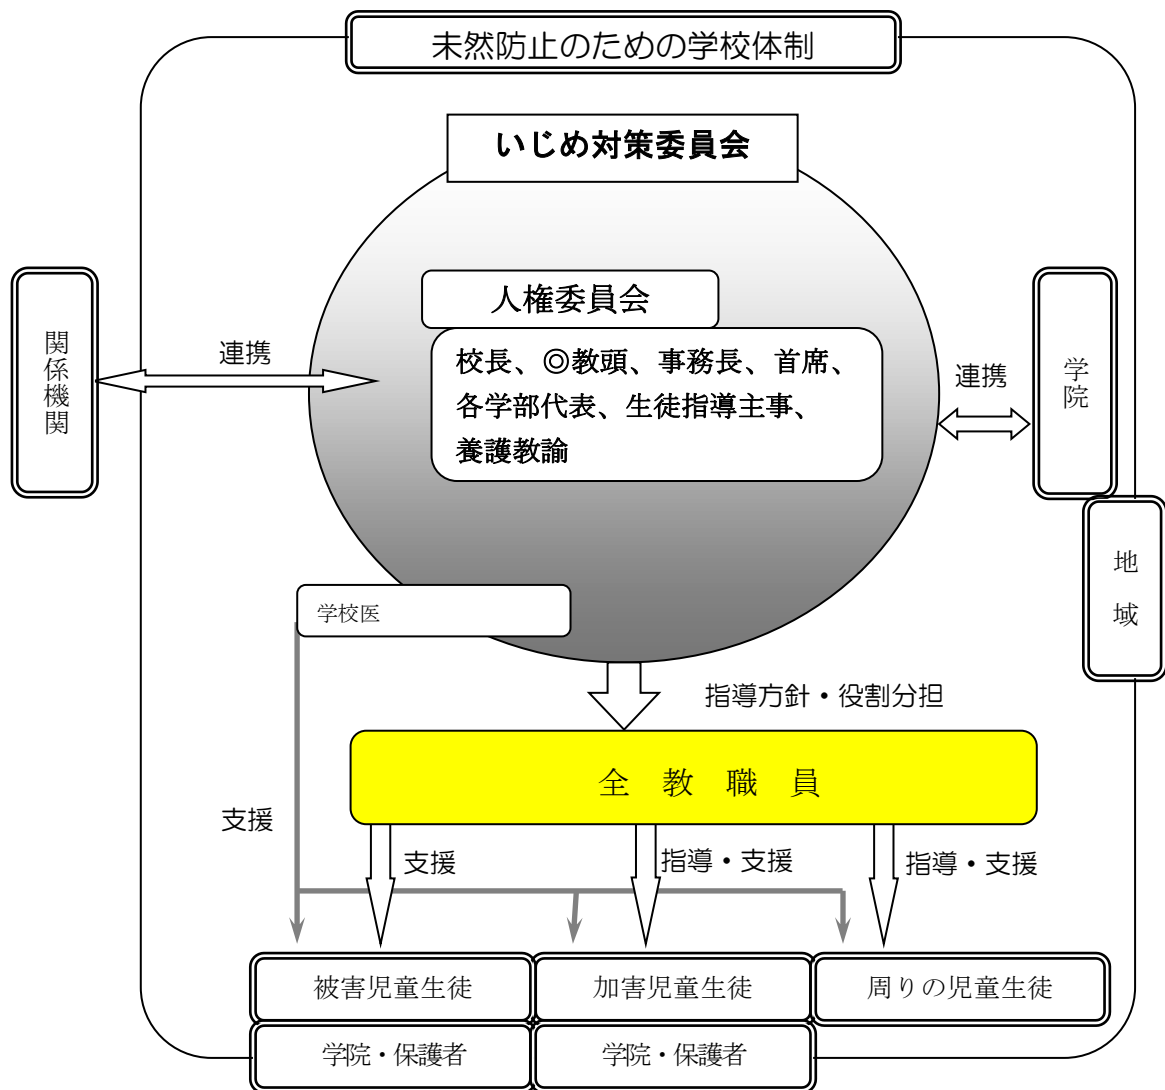 未然防止のための学校体制
いじめ対策委員会
人権委員会
校長、◎教頭、事務長、首席、
各学部代表、生徒指導主事、
養護教諭
関係機関
連携
連携
学院
地域
学校医
指導方針・役割分担
全教職員
支援
支援
指導・支援
指導・支援
被害児童生徒
加害児童生徒
周りの児童生徒
学院・保護者
学院・保護者